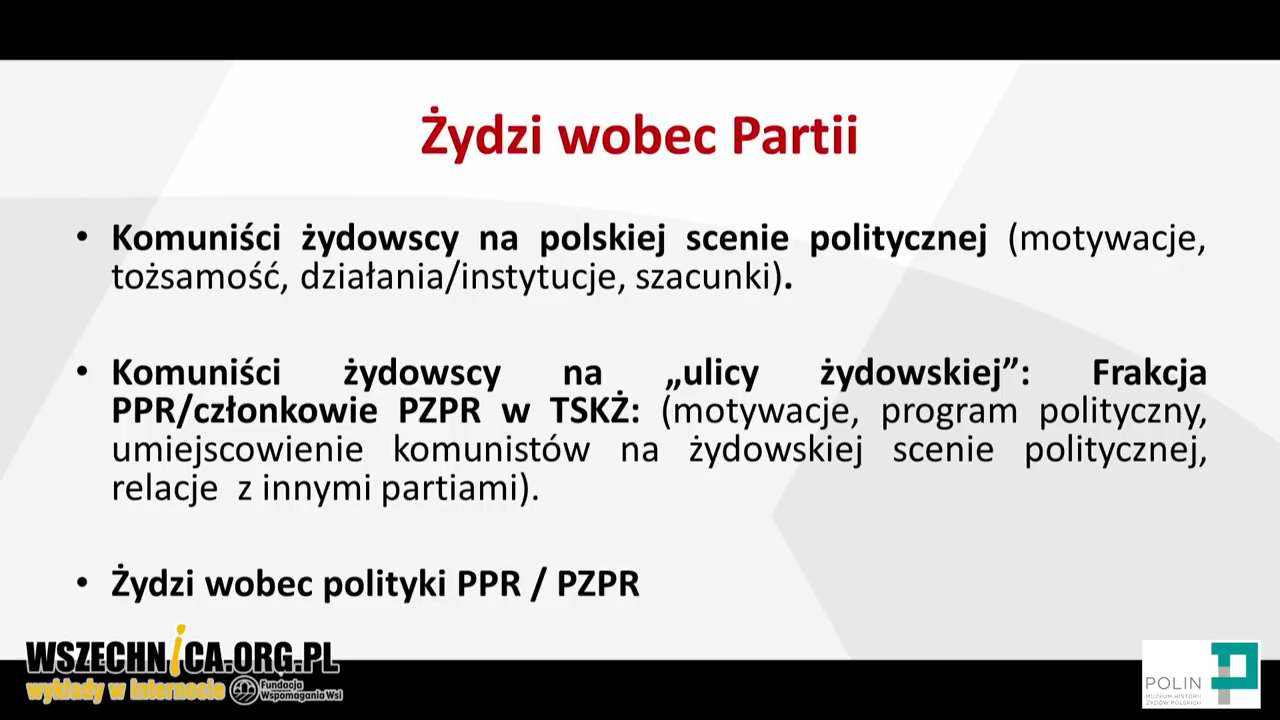 Żydzi wobec Partii
• Komuniści żydowscy na polskiej scenie politycznej (motywacje,
tożsamość, działania/instytucje, szacunki).
• Komuniści żydowscy na „ulicy żydowskiej”: Frakcja
PPR/członkowie PZPR w TSKŻ: (motywacje, program polityczny,
umiejscowienie komunistów na żydowskiej scenie politycznej,
relacje z innymi partiami).
• Żydzi wobec polityki PPR / PZPR
WSZECHNICA.ORG.PL
wykłady w internecie
Fundacja
Wspomagania Wsi
POLIN
MUZEUM HISTORII
ŻYDÓW POLSKICH